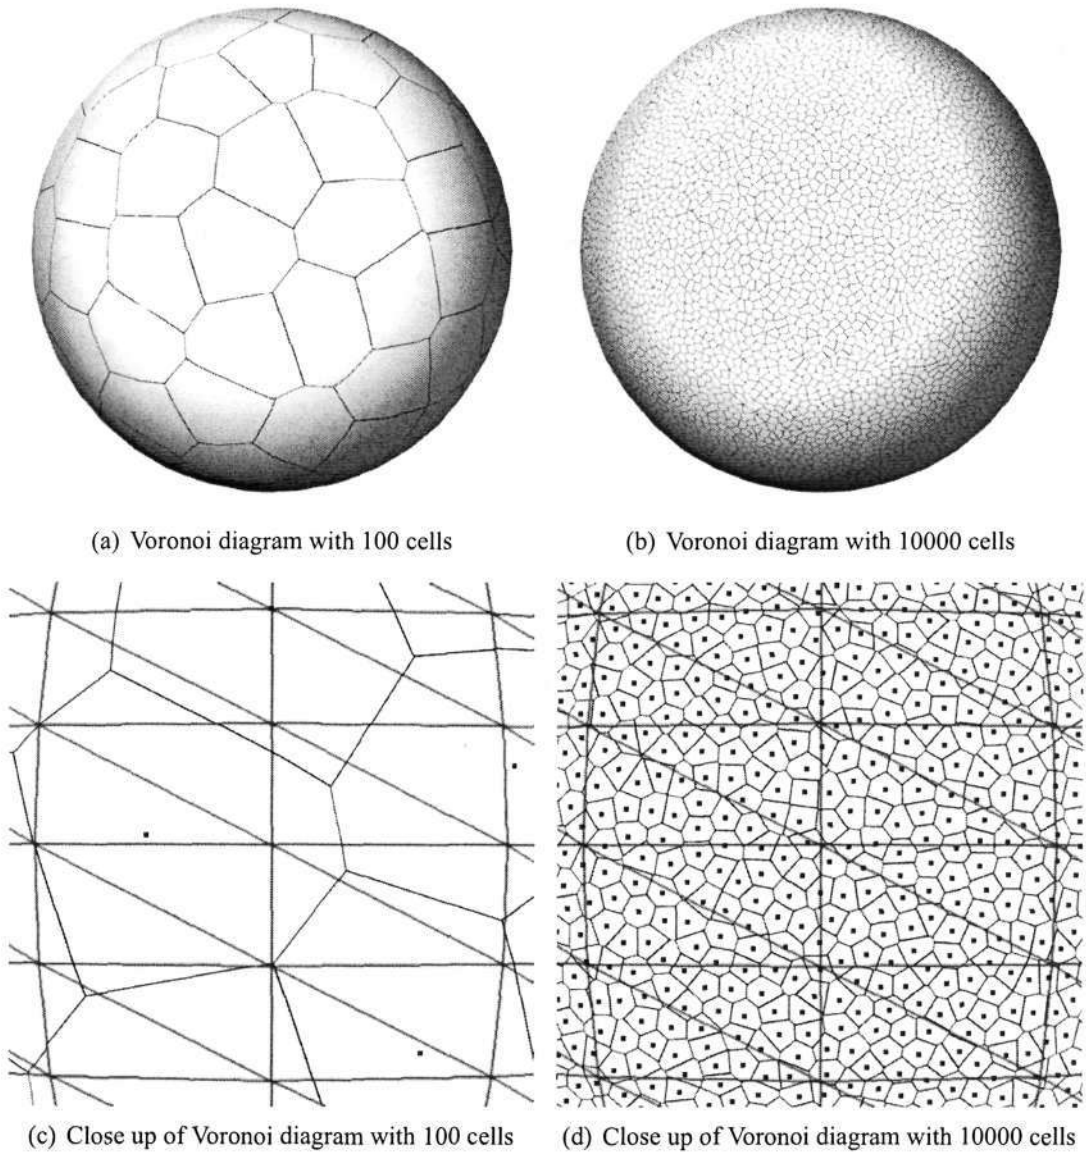 (a) Voronoi diagram with 100 cells
(b) Voronoi diagram with 10000 cells
(c) Close up of Voronoi diagram with 100 cells
(d) Close up of Voronoi diagram with 10000 cells